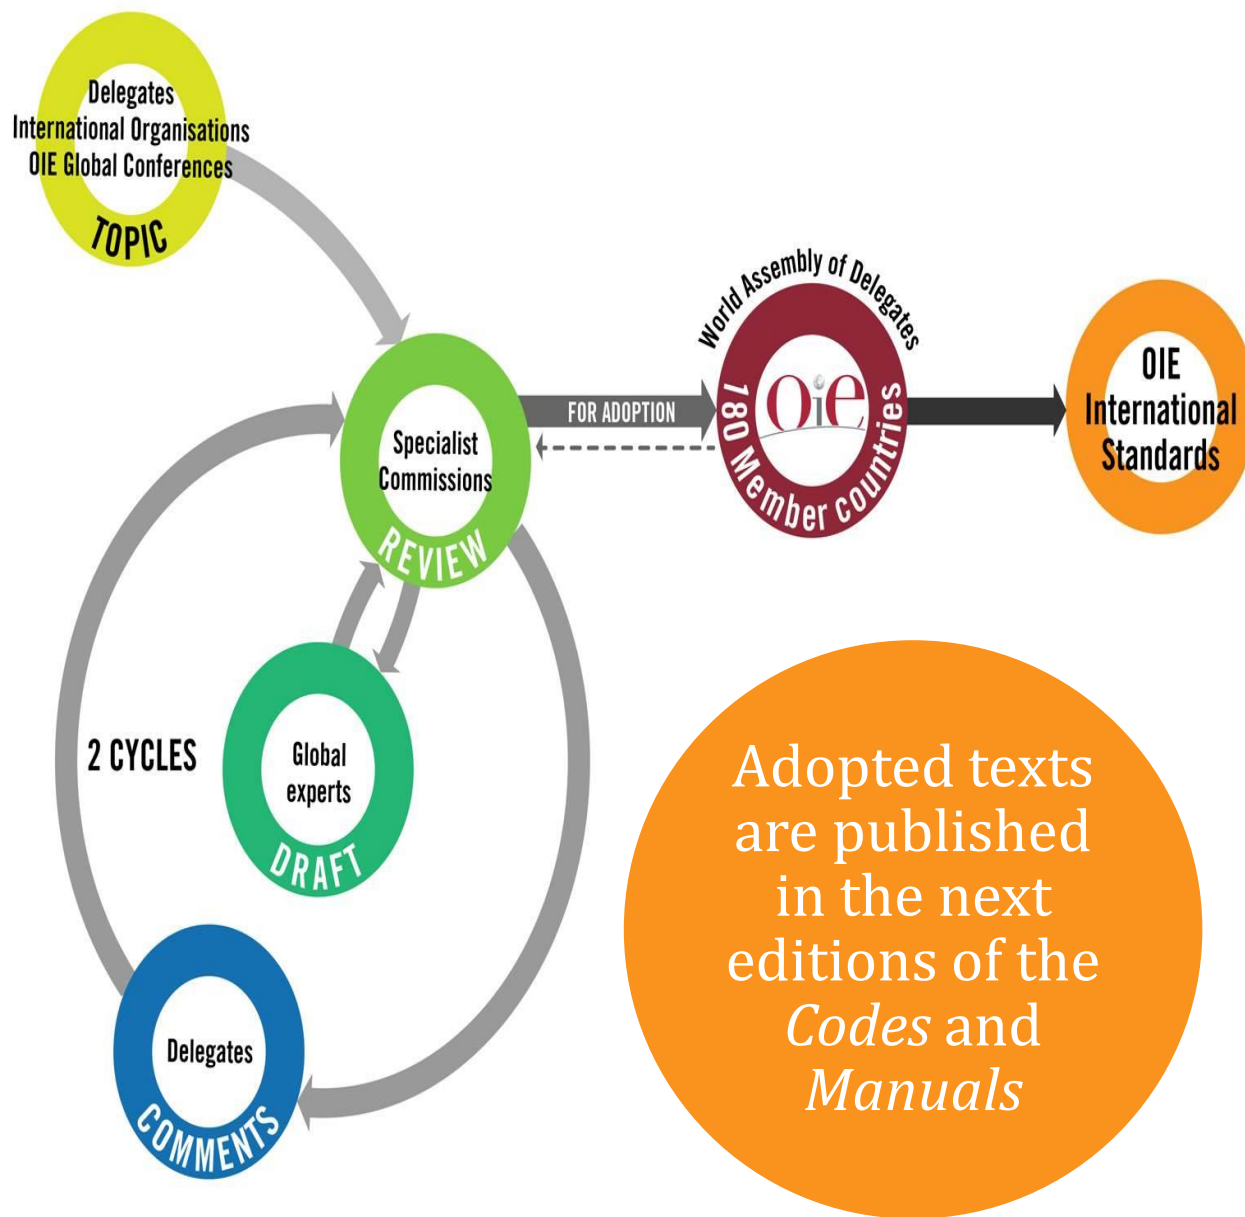 Delegates
International Organisations
OIE Global Conferences
TOPIC
World Assembly of Delegates
Oie
180 Member countries
OIE
International
Standards
FOR ADOPTION
Specialist
Commissions
REVIEW
2 CYCLES
Global
experts
DRAFT
Delegates
COMMENTS
Adopted texts
are published
in the next
editions of the
Codes and
Manuals